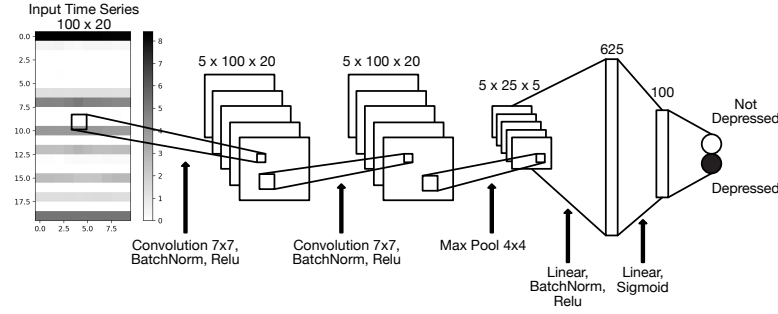 Input Time Series
100 x 20
0.0
2.5
5.0
7.5
10.0
12.5
15.0
17.5
0.0 2.5 5.0 7.5
8
7
6
5
4
3
2
1
0
5 x 100 x 20
5 x 100 x 20
5 x 25 x 5
625
100
Not
Depressed
Depressed
Convolution 7x7,
BatchNorm, Relu
Convolution 7x7,
BatchNorm, Relu
Max Pool 4x4
Linear,
BatchNorm,
Relu
Linear,
Sigmoid